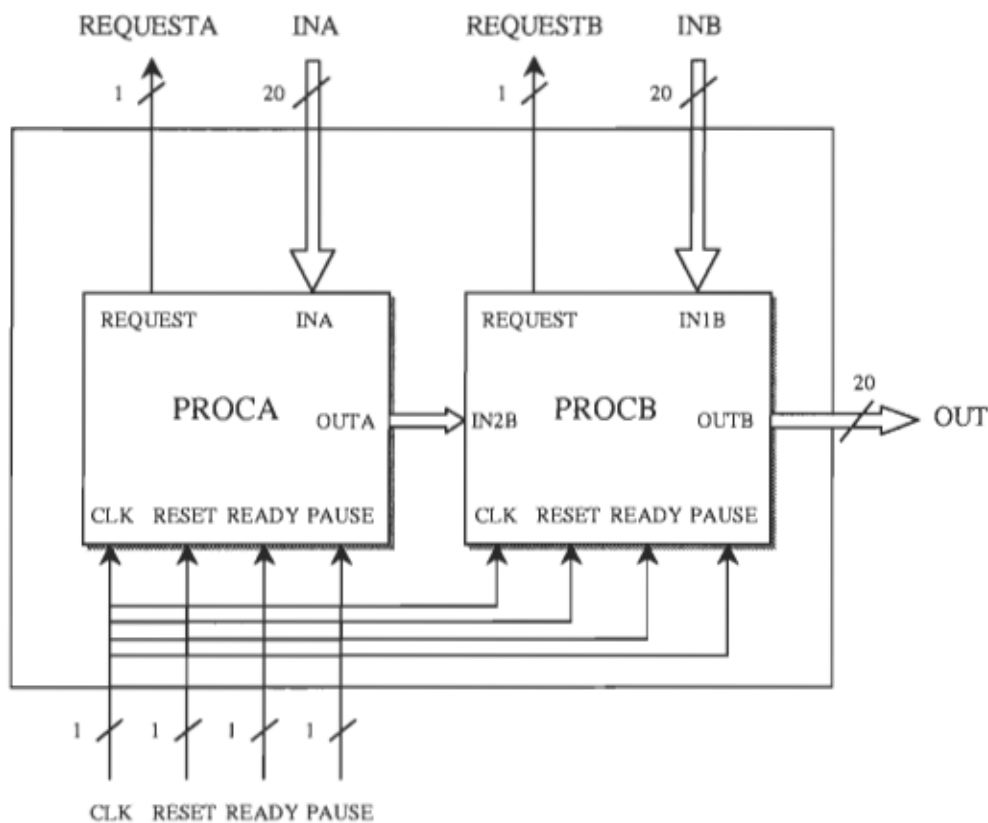 REQUESTA INA REQUESTB INB
1 20 1 20
REQUEST INA REQUEST IN1B
20
PROCA PROCB
OUTA IN2B OUTB OUT
CLK RESET READY PAUSE CLK RESET READY PAUSE
1 1 1 1
CLK RESET READY PAUSE